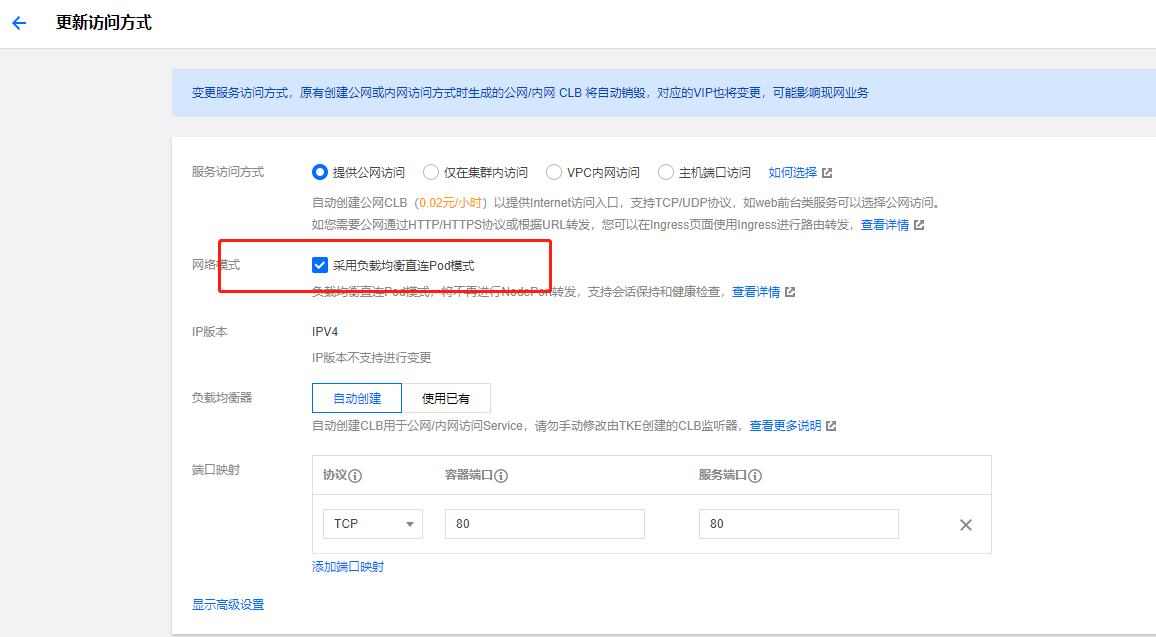 更新访问方式
变更服务访问方式，原有创建公网或内网访问方式时生成的公网/内网 CLB 将自动销毁，对应的VIP也将变更，可能影响现网业务
服务访问方式 提供公网访问 仅在集群内访问 VPC内网访问 主机端口访问 如何选择
自动创建公网CLB（0.02元/小时）以提供Internet访问入口，支持TCP/UDP协议，如web前台类服务可以选择公网访问。
如您需要公网通过HTTP/HTTPS协议或根据URL转发，您可以在Ingress页面使用Ingress进行路由转发，查看详情
网络模式 采用负载均衡直连Pod模式
负载均衡直连Pod模式，将不再进行NodePort转发，支持会话保持和健康检查，查看详情
IP版本 IPV4
IP版本不支持进行变更
负载均衡器 自动创建 使用已有
自动创建CLB用于公网/内网访问Service，请勿手动修改由TKE创建的CLB监听器，查看更多说明
端口映射 协议 容器端口 服务端口
TCP 80 80
添加端口映射
显示高级设置